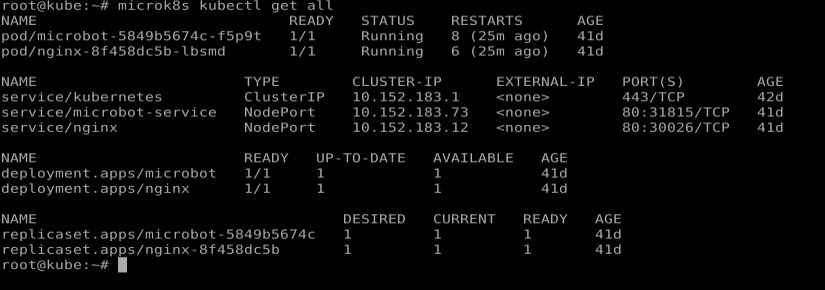 root@kube:~# microk8s kubectl get all
NAME                            READY   STATUS    RESTARTS      AGE
pod/microbot-5849b5674c-f5p9t   1/1     Running   8 (25m ago)   41d
pod/nginx-8f458dc5b-lbsmd       1/1     Running   6 (25m ago)   41d
NAME                       TYPE        CLUSTER-IP      EXTERNAL-IP   PORT(S)        AGE
service/kubernetes         ClusterIP   10.152.183.1    <none>        443/TCP        42d
service/microbot-service   NodePort    10.152.183.73   <none>        80:31815/TCP   41d
service/nginx              NodePort    10.152.183.12   <none>        80:30026/TCP   41d
NAME                       READY   UP-TO-DATE   AVAILABLE   AGE
deployment.apps/microbot   1/1     1            1           41d
deployment.apps/nginx      1/1     1            1           41d
NAME                                  DESIRED   CURRENT   READY   AGE
replicaset.apps/microbot-5849b5674c   1         1         1       41d
replicaset.apps/nginx-8f458dc5b       1         1         1       41d
root@kube:~#